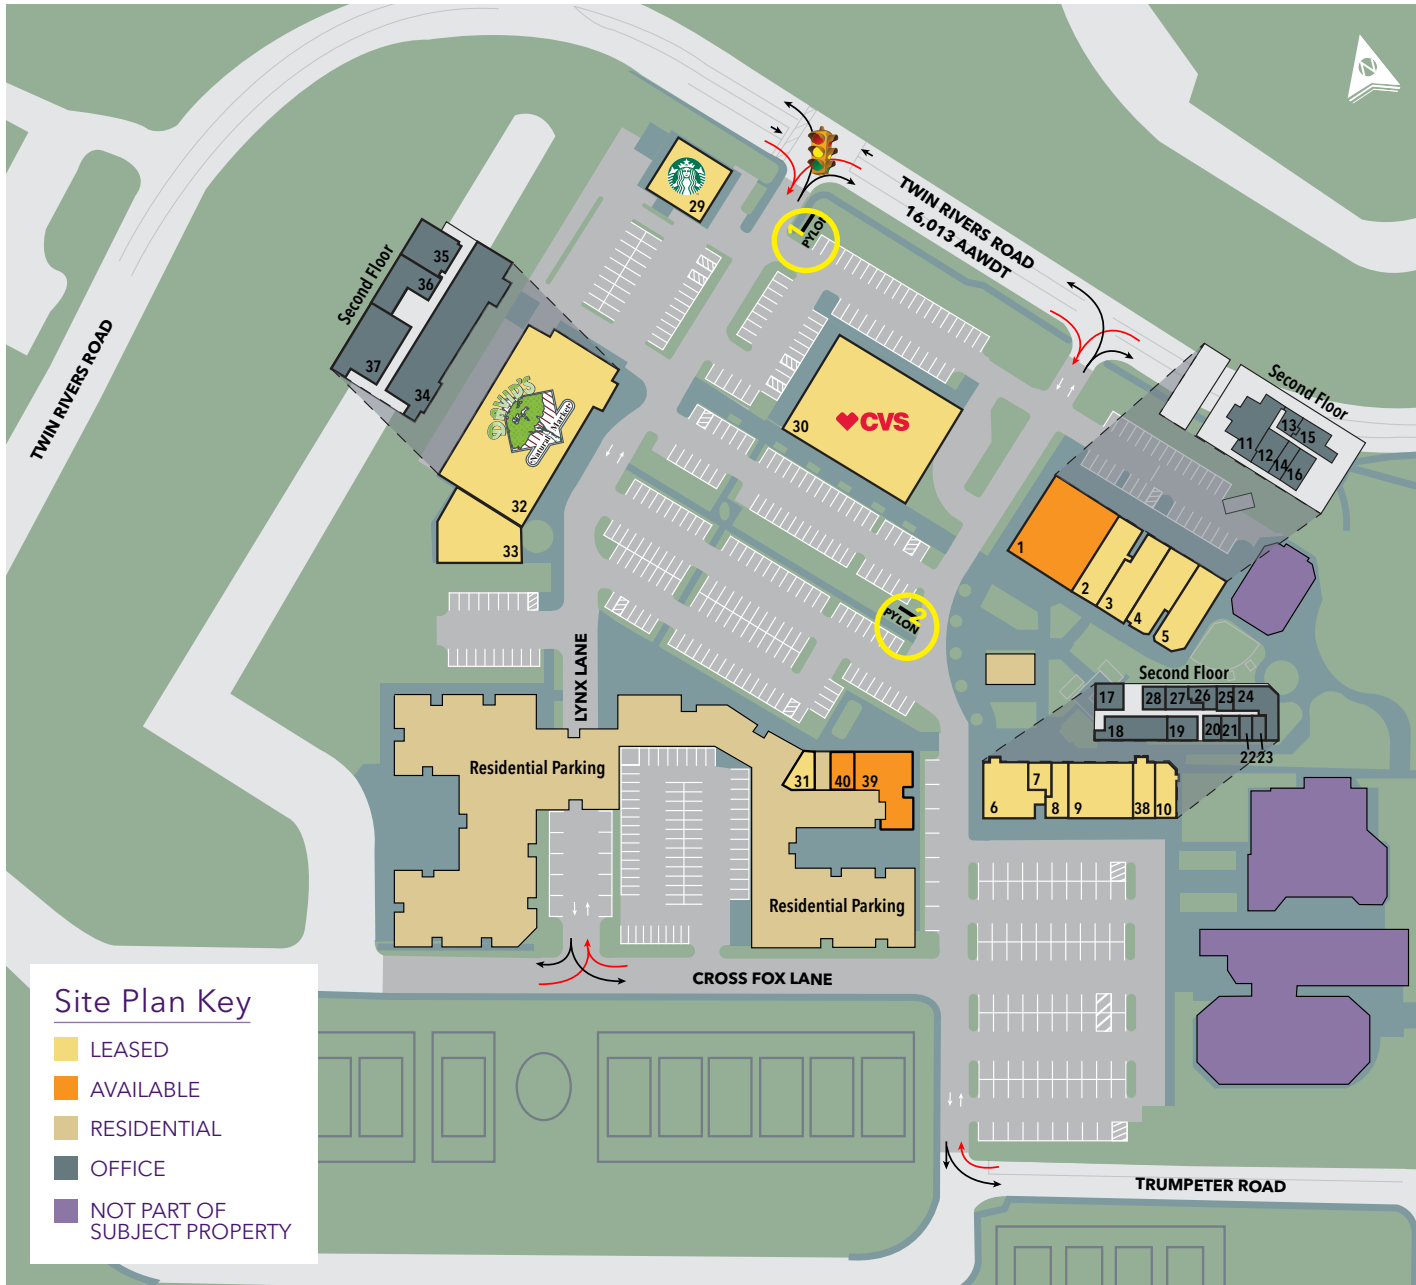 N
TWIN RIVERS ROAD
16,013 AAWDT
29
1
PYLON
Second Floor
35
36
37
34
TWIN RIVERS ROAD
DAVID'S
Natural Market
32
33
30
CVS
Second Floor
13
15
11
12
14
16
1
2
3
4
5
2
PYLON
LYNX LANE
Second Floor
17
28
27
26
25
24
18
19
20
21
22
23
Residential Parking
31
40
39
6
7
8
9
38
10
Residential Parking
CROSS FOX LANE
TRUMPETER ROAD
Site Plan Key
LEASED
AVAILABLE
RESIDENTIAL
OFFICE
NOT PART OF
SUBJECT PROPERTY